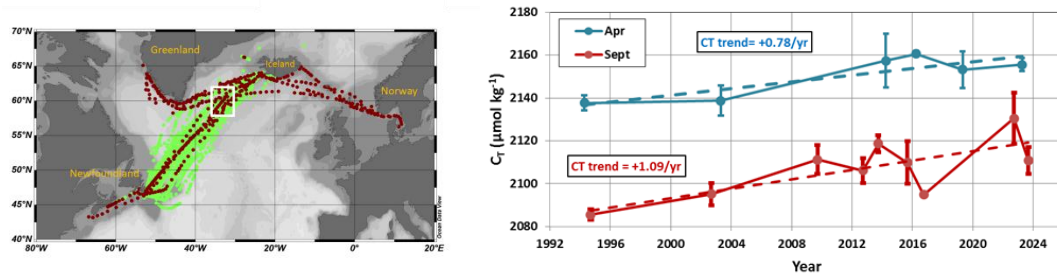 70°N
65°N
60°N
55°N
50°N
45°N
40°N
80°W
60°W
40°W
20°W
0°E
20°E
Greenland
Iceland
Norway
Newfoundland
Ocean Data View
2180
2160
2140
2120
2100
2080
C_T (µmol kg⁻¹)
Apr
Sept
CT trend= +0.78/yr
CT trend = +1.09/yr
1992
1996
2000
2004
2008
2012
2016
2020
2024
Year